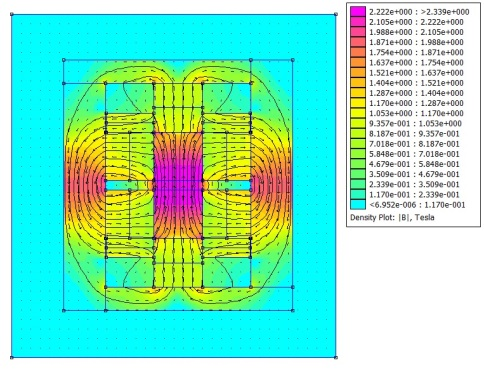 2.222e+000 : >2.339e+000
2.105e+000 : 2.222e+000
1.988e+000 : 2.105e+000
1.871e+000 : 1.988e+000
1.754e+000 : 1.871e+000
1.637e+000 : 1.754e+000
1.521e+000 : 1.637e+000
1.404e+000 : 1.521e+000
1.287e+000 : 1.404e+000
1.170e+000 : 1.287e+000
1.053e+000 : 1.170e+000
9.357e-001 : 1.053e+000
8.187e-001 : 9.357e-001
7.018e-001 : 8.187e-001
5.848e-001 : 7.018e-001
4.679e-001 : 5.848e-001
3.509e-001 : 4.679e-001
2.339e-001 : 3.509e-001
1.170e-001 : 2.339e-001
<6.952e-006 : 1.170e-001
Density Plot: |B|, Tesla